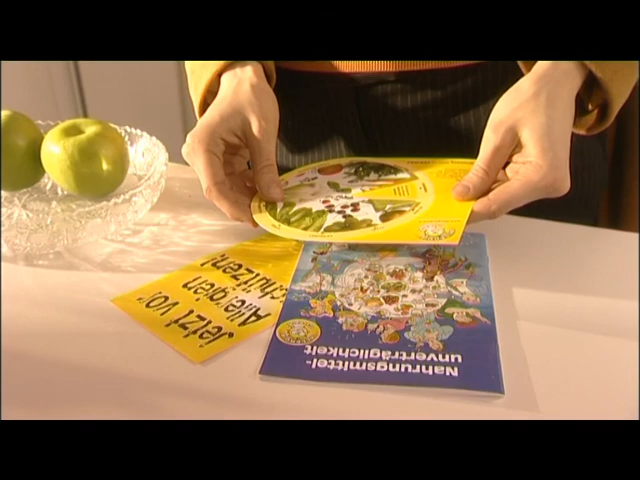 Jetzt vor
Allergien
schützen!
Nahrungsmittel-
unverträglichkeit